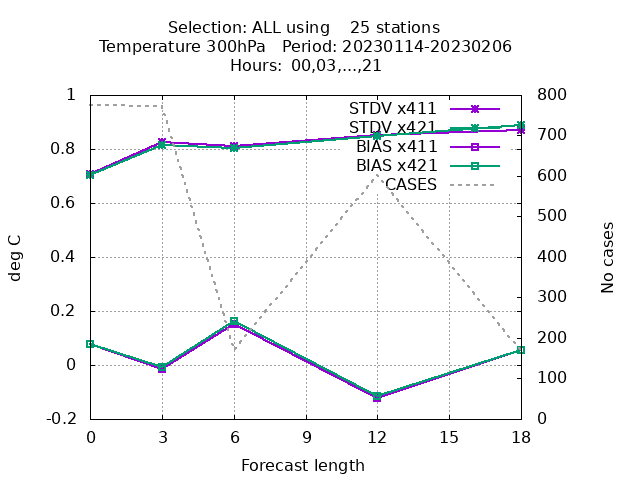 Selection: ALL using    25 stations
Temperature 300hPa   Period: 20230114-20230206
Hours:  00,03,...,21
STDV x411
STDV x421
BIAS x411
BIAS x421
CASES
1
0.8
0.6
0.4
0.2
0
-0.2
deg C
800
700
600
500
400
300
200
100
0
No cases
0 3 6 9 12 15 18
Forecast length